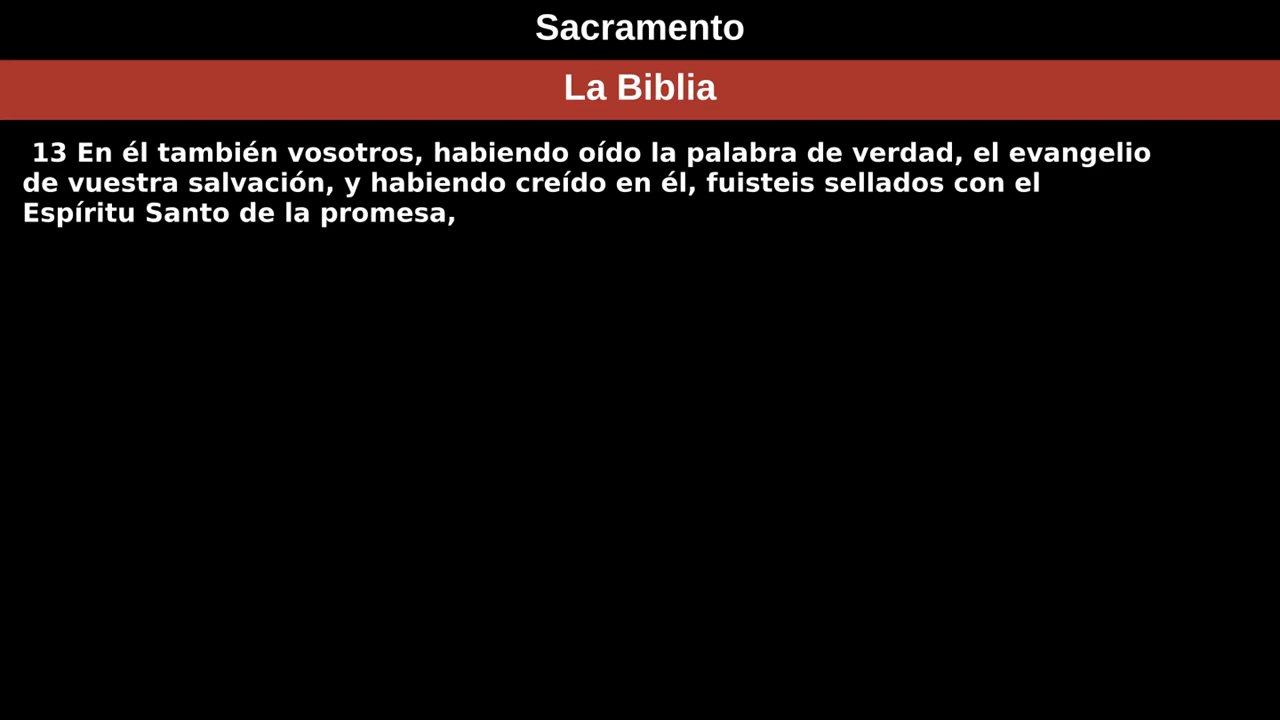 Sacramento
La Biblia
13 En él también vosotros, habiendo oído la palabra de verdad, el evangelio
de vuestra salvación, y habiendo creído en él, fuisteis sellados con el
Espíritu Santo de la promesa,